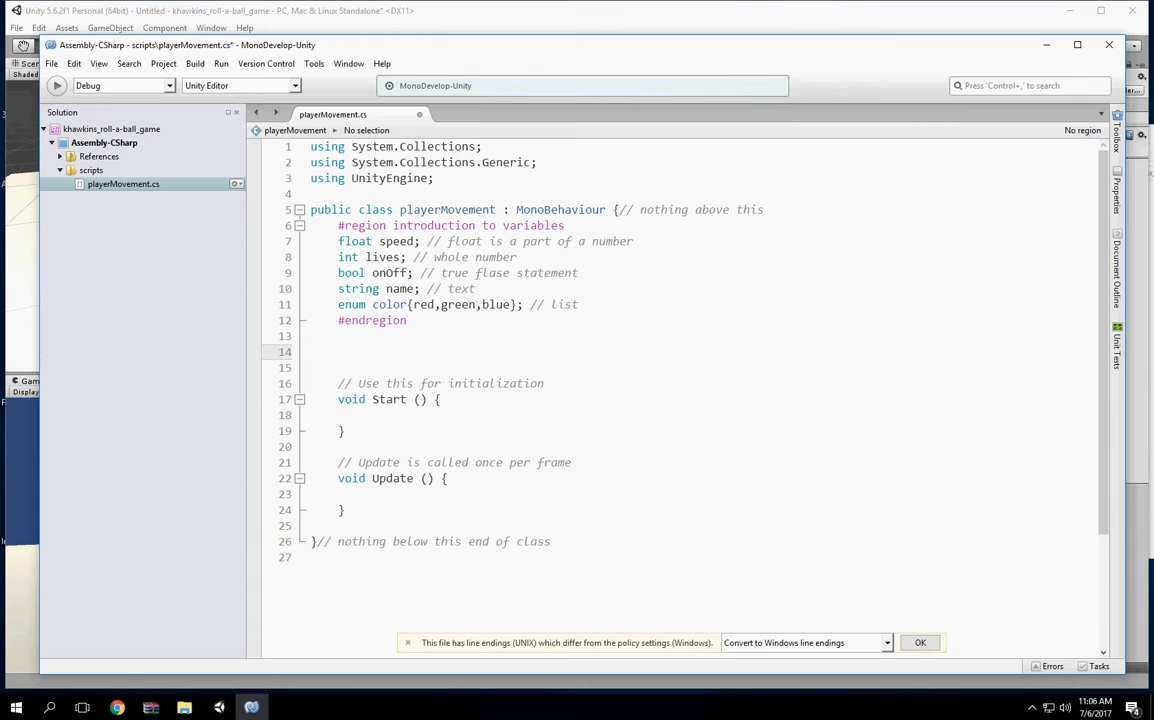 Unity 5.6.2f1 Personal (64bit) - Untitled - khawkins_roll-a-ball_game - PC, Mac & Linux Standalone* <DX11>
File Edit Assets GameObject Component Window Help
Assembly-CSharp - scripts\playerMovement.cs* - MonoDevelop-Unity
File Edit View Search Project Build Run Version Control Tools Window Help
Debug Unity Editor MonoDevelop-Unity Press 'Control+,' to search
Solution
khawkins_roll-a-ball_game
Assembly-CSharp
References
scripts
playerMovement.cs
playerMovement.cs
playerMovement No selection No region
1 using System.Collections;
2 using System.Collections.Generic;
3 using UnityEngine;
4
5 public class playerMovement : MonoBehaviour {// nothing above this
6 #region introduction to variables
7 float speed; // float is a part of a number
8 int lives; // whole number
9 bool onOff; // true flase statement
10 string name; // text
11 enum color{red,green,blue}; // list
12 #endregion
13
14
15
16 // Use this for initialization
17 void Start () {
18
19 }
20
21 // Update is called once per frame
22 void Update () {
23
24 }
25
26 }// nothing below this end of class
27
This file has line endings (UNIX) which differ from the policy settings (Windows). Convert to Windows line endings OK
Errors Tasks
Toolbox
Properties
Document Outline
Unit Tests
Scen
Shaded
Gam
Display
11:06 AM
7/6/2017
4